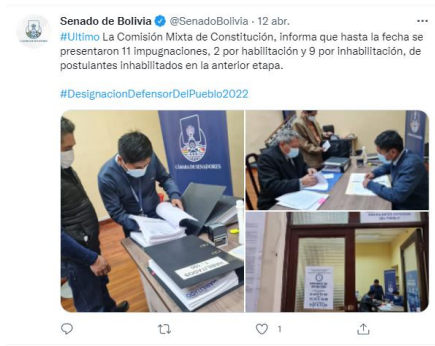 Senado de Bolivia @SenadoBolivia · 12 abr.
#Ultimo La Comisión Mixta de Constitución, informa que hasta la fecha se
presentaron 11 impugnaciones, 2 por habilitación y 9 por inhabilitación, de
postulantes inhabilitados en la anterior etapa.
#DesignacionDefensorDelPueblo2022
CÁMARA DE SENADORES
1